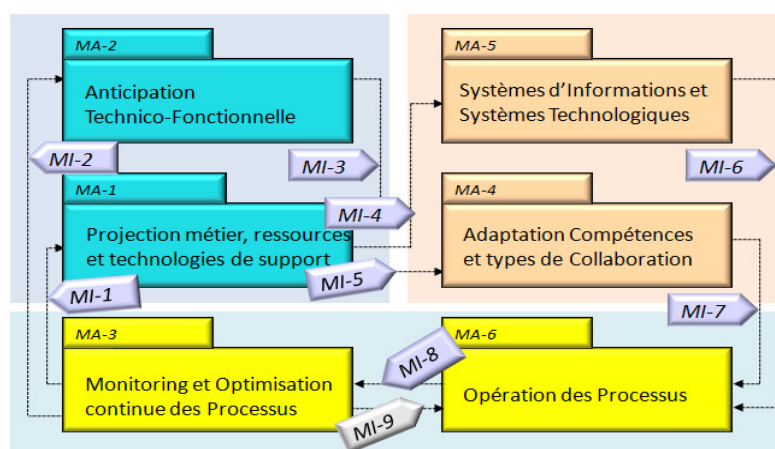 MA-2
Anticipation
Technico-Fonctionnelle
MI-2
MI-3
MA-1
Projection métier, ressources
et technologies de support
MI-4
MI-5
MI-1
MA-5
Systèmes d'Informations et
Systèmes Technologiques
MI-6
MA-4
Adaptation Compétences
et types de Collaboration
MI-7
MA-3
Monitoring et Optimisation
continue des Processus
MI-8
MI-9
MA-6
Opération des Processus